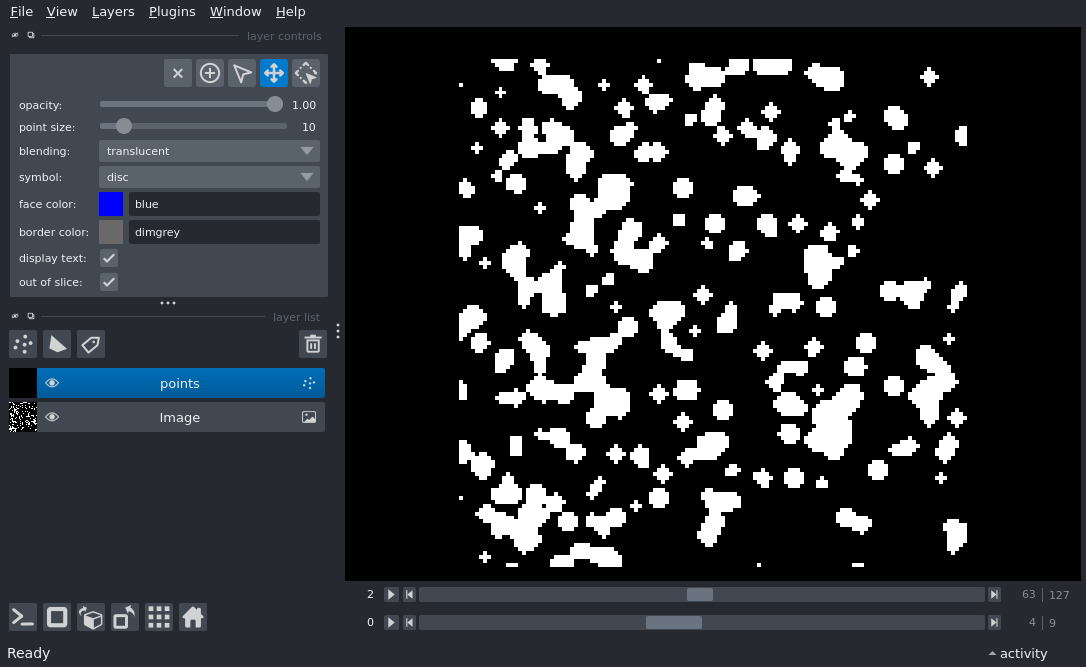 File View Layers Plugins Window Help
layer controls
opacity: 1.00
point size: 10
blending: translucent
symbol: disc
face color: blue
border color: dimgrey
display text:
out of slice:
layer list
points
Image
2 63 127
0 4 9
Ready activity